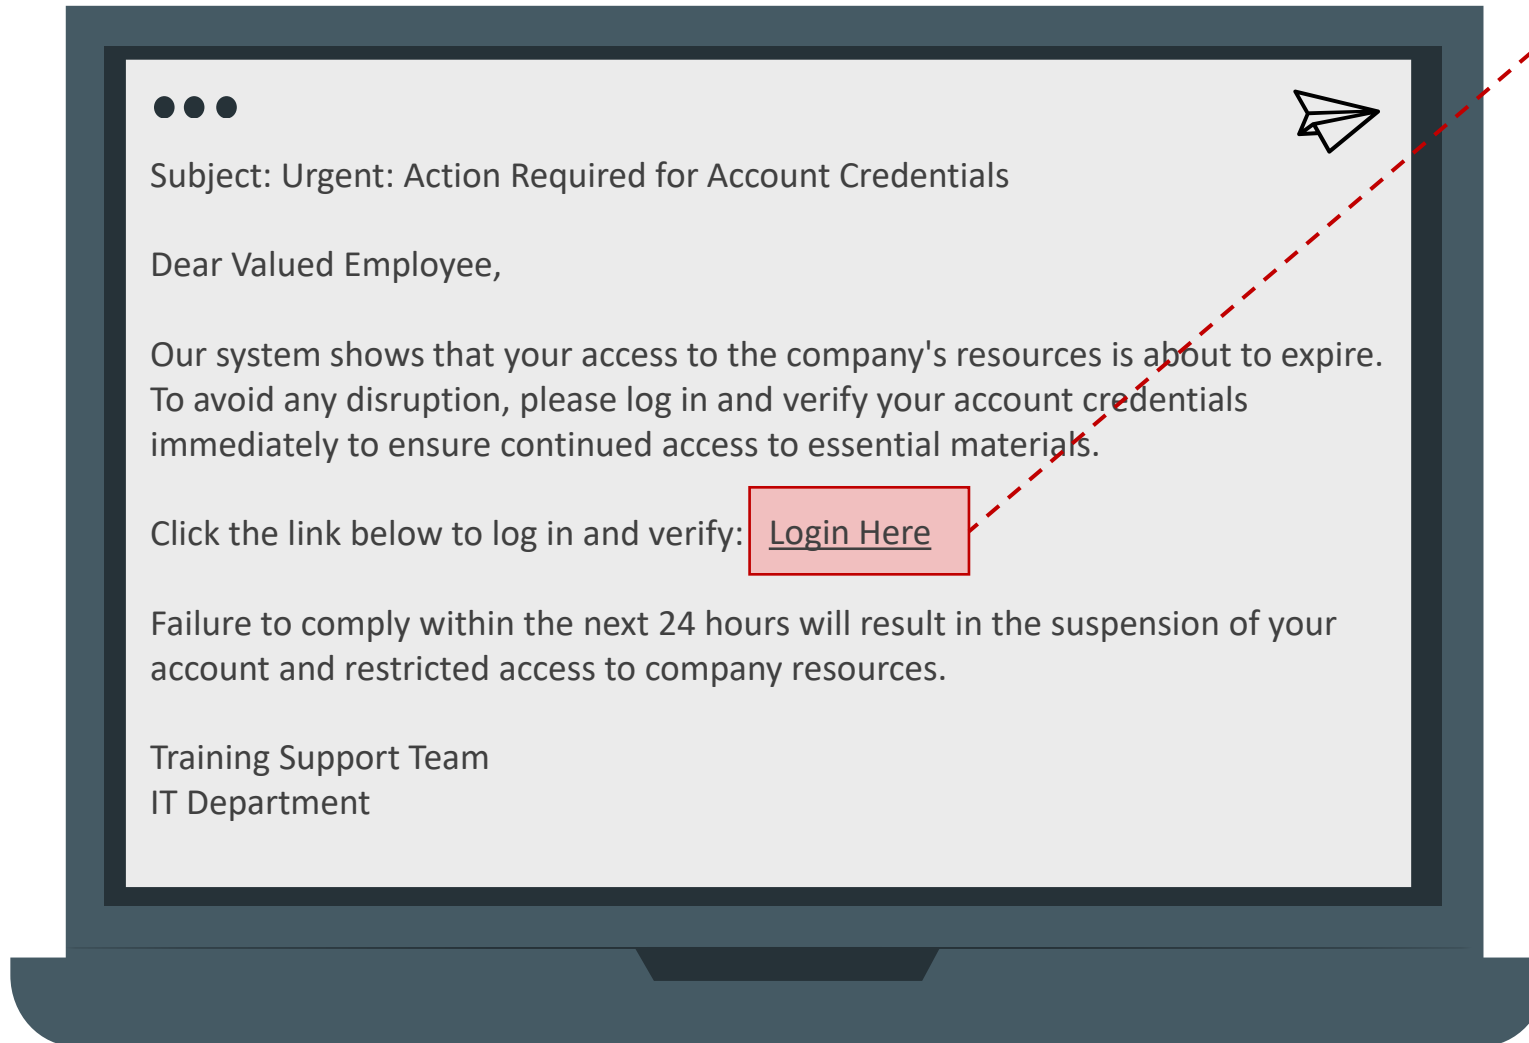 Subject: Urgent: Action Required for Account Credentials
Dear Valued Employee,
Our system shows that your access to the company's resources is about to expire.
To avoid any disruption, please log in and verify your account credentials
immediately to ensure continued access to essential materials.
Click the link below to log in and verify: Login Here
Failure to comply within the next 24 hours will result in the suspension of your
account and restricted access to company resources.
Training Support Team
IT Department